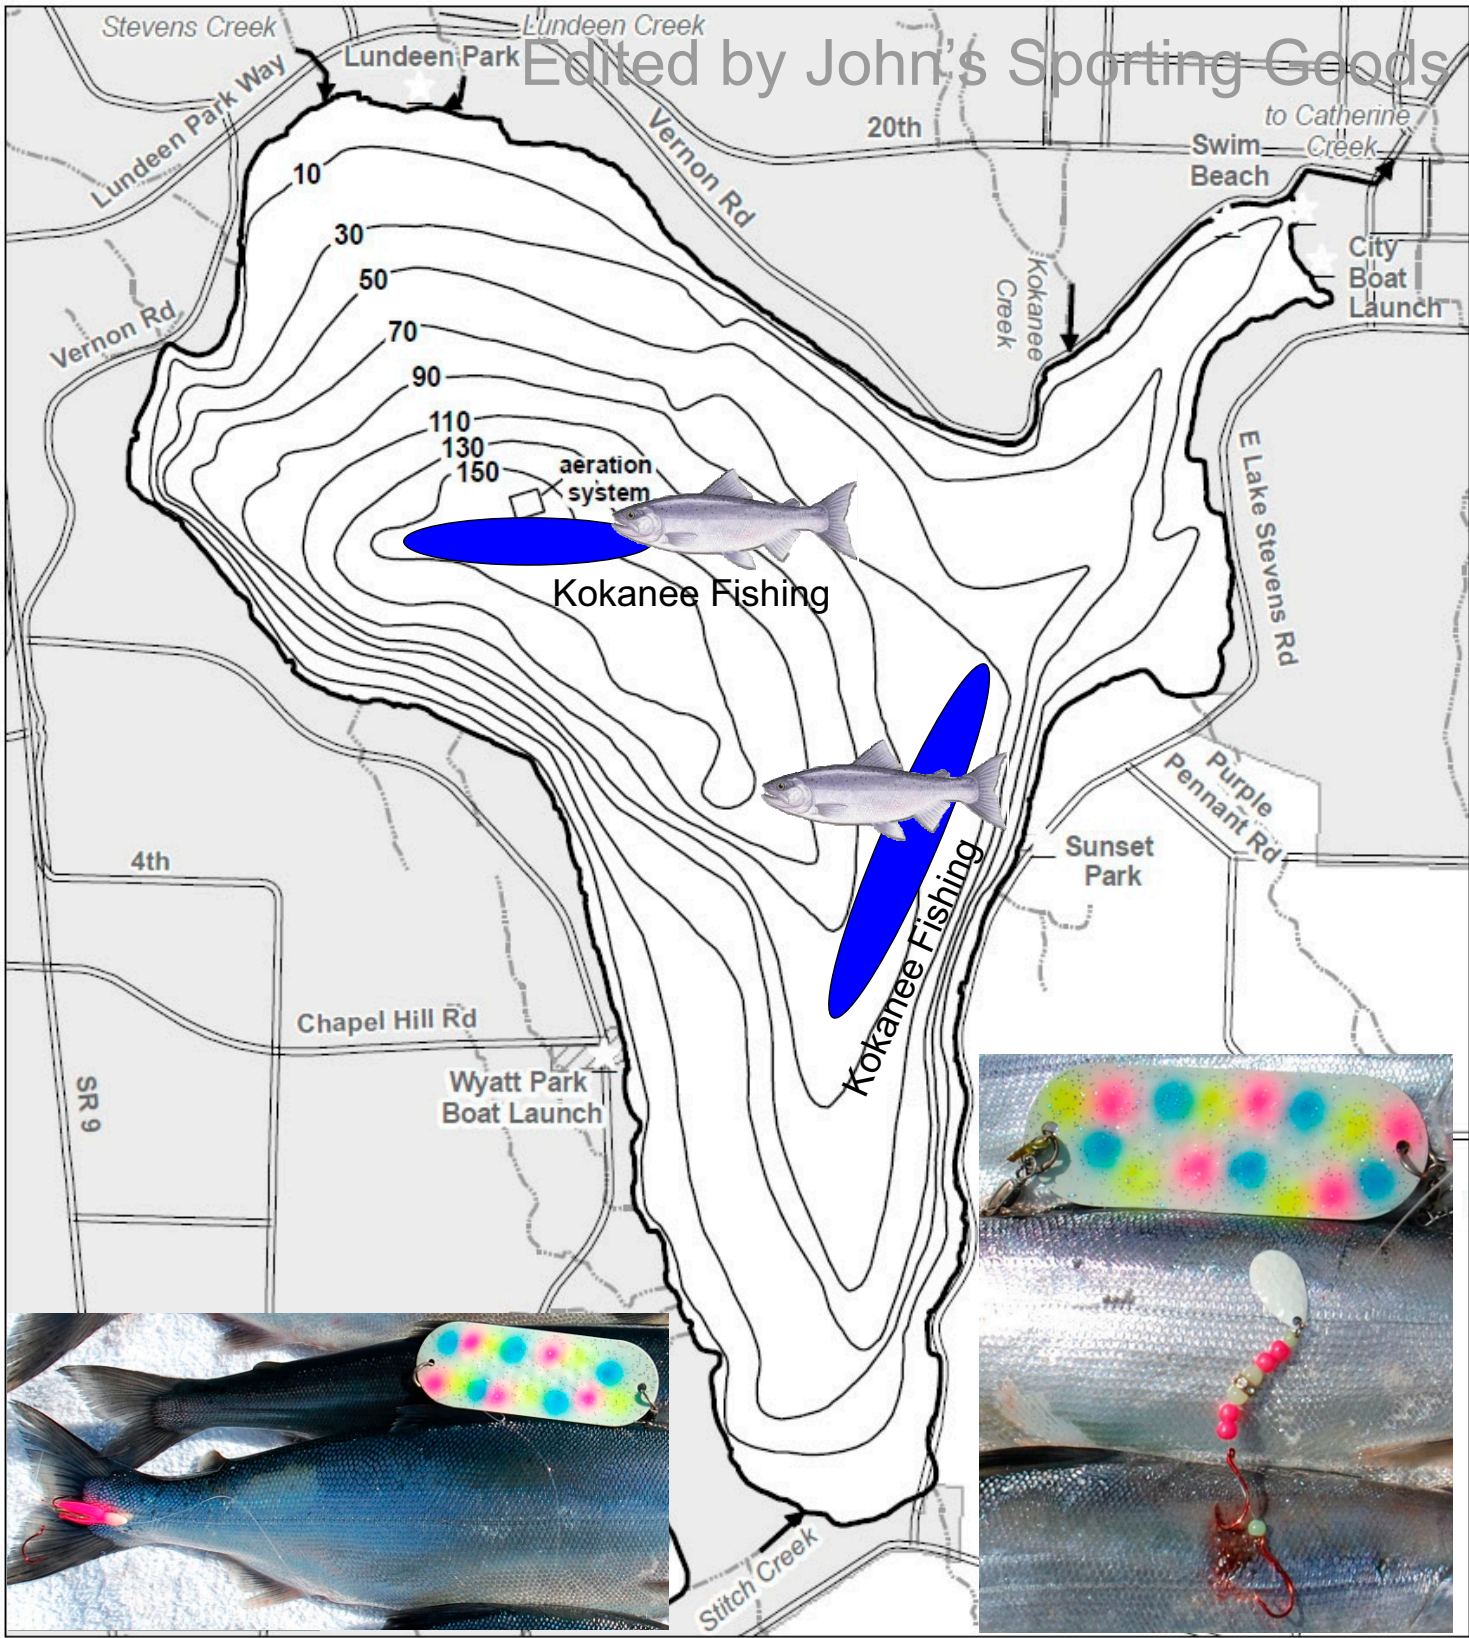 Stevens Creek
Lundeen Creek
Lundeen Park
Edited by John's Sporting Goods
Lundeen Park Way
Vernon Rd
20th
to Catherine
Creek
Swim
Beach
City
Boat
Launch
Kokanee
Creek
10
30
50
70
90
110
130
150
aeration
system
Vernon Rd
E Lake Stevens Rd
Kokanee Fishing
Kokanee Fishing
Purple
Pennant Rd
Sunset
Park
4th
Chapel Hill Rd
Wyatt Park
Boat Launch
SR 9
Stitch Creek